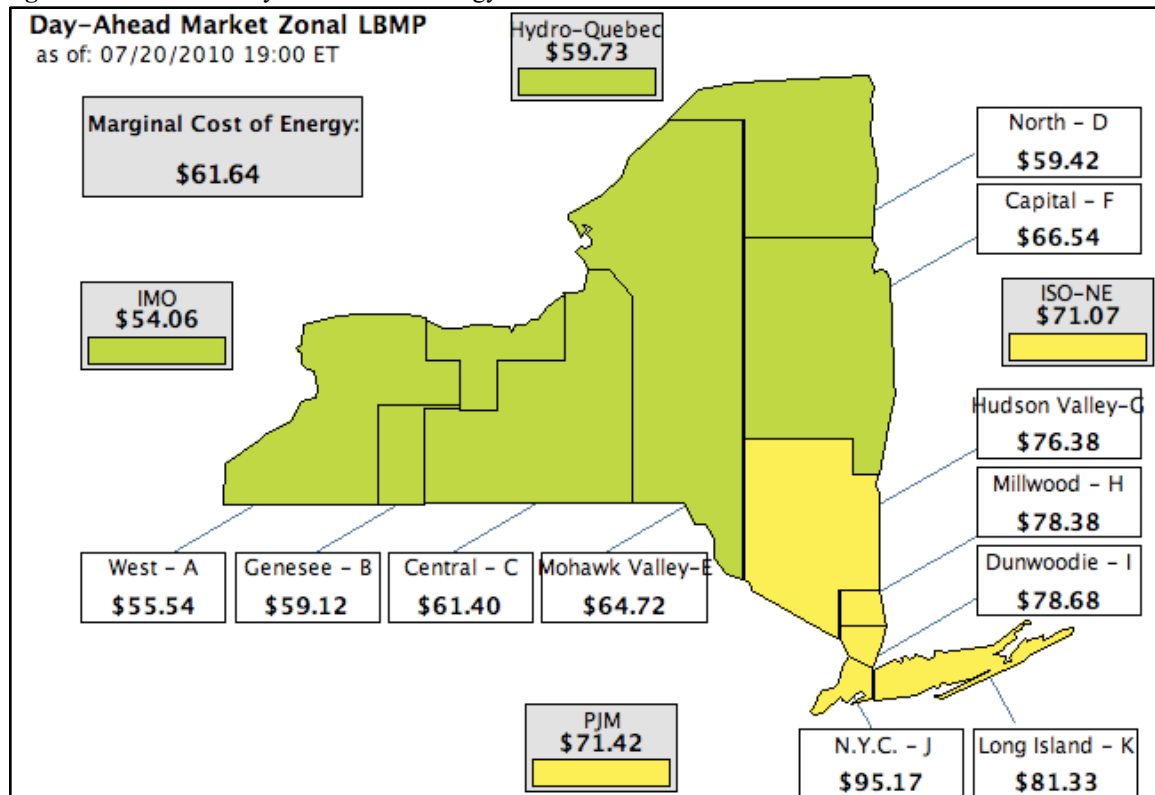 Day-Ahead Market Zonal LBMP
as of: 07/20/2010 19:00 ET
Hydro-Quebec
$59.73
Marginal Cost of Energy:
$61.64
North - D
$59.42
Capital - F
$66.54
IMO
$54.06
ISO-NE
$71.07
Hudson Valley-G
$76.38
Millwood - H
$78.38
Dunwoodie - I
$78.68
West - A
$55.54
Genesee - B
$59.12
Central - C
$61.40
Mohawk Valley-E
$64.72
PJM
$71.42
N.Y.C. - J
$95.17
Long Island - K
$81.33